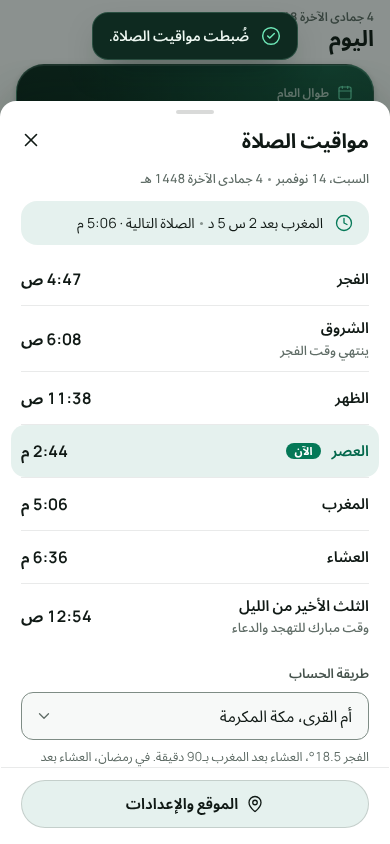 4 جمادى الآخرة
اليوم
ضُبطت مواقيت الصلاة.
طوال العام
مواقيت الصلاة
السبت، 14 نوفمبر • 4 جمادى الآخرة 1448 هـ
المغرب بعد 2 س 5 د • الصلاة التالية · 5:06 م
الفجر 4:47 ص
الشروق 6:08 ص
ينتهي وقت الفجر
الظهر 11:38 ص
العصر الآن 2:44 م
المغرب 5:06 م
العشاء 6:36 م
الثلث الأخير من الليل 12:54 ص
وقت مبارك للتهجد والدعاء
طريقة الحساب
أم القرى، مكة المكرمة
الفجر 18.5°، العشاء بعد المغرب بـ90 دقيقة. في رمضان، العشاء بعد
الموقع والإعدادات